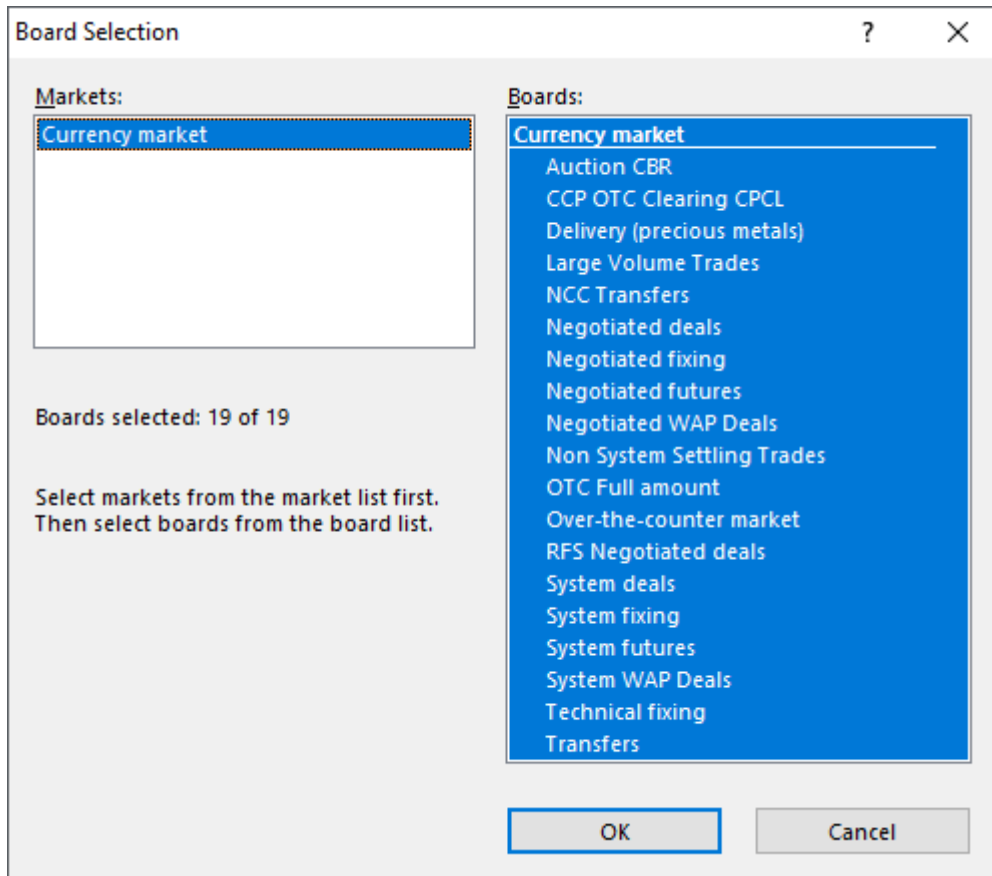 Board Selection
?
Markets:
Currency market
Boards selected: 19 of 19
Select markets from the market list first.
Then select boards from the board list.
Boards:
Currency market
Auction CBR
CCP OTC Clearing CPCL
Delivery (precious metals)
Large Volume Trades
NCC Transfers
Negotiated deals
Negotiated fixing
Negotiated futures
Negotiated WAP Deals
Non System Settling Trades
OTC Full amount
Over-the-counter market
RFS Negotiated deals
System deals
System fixing
System futures
System WAP Deals
Technical fixing
Transfers
OK
Cancel